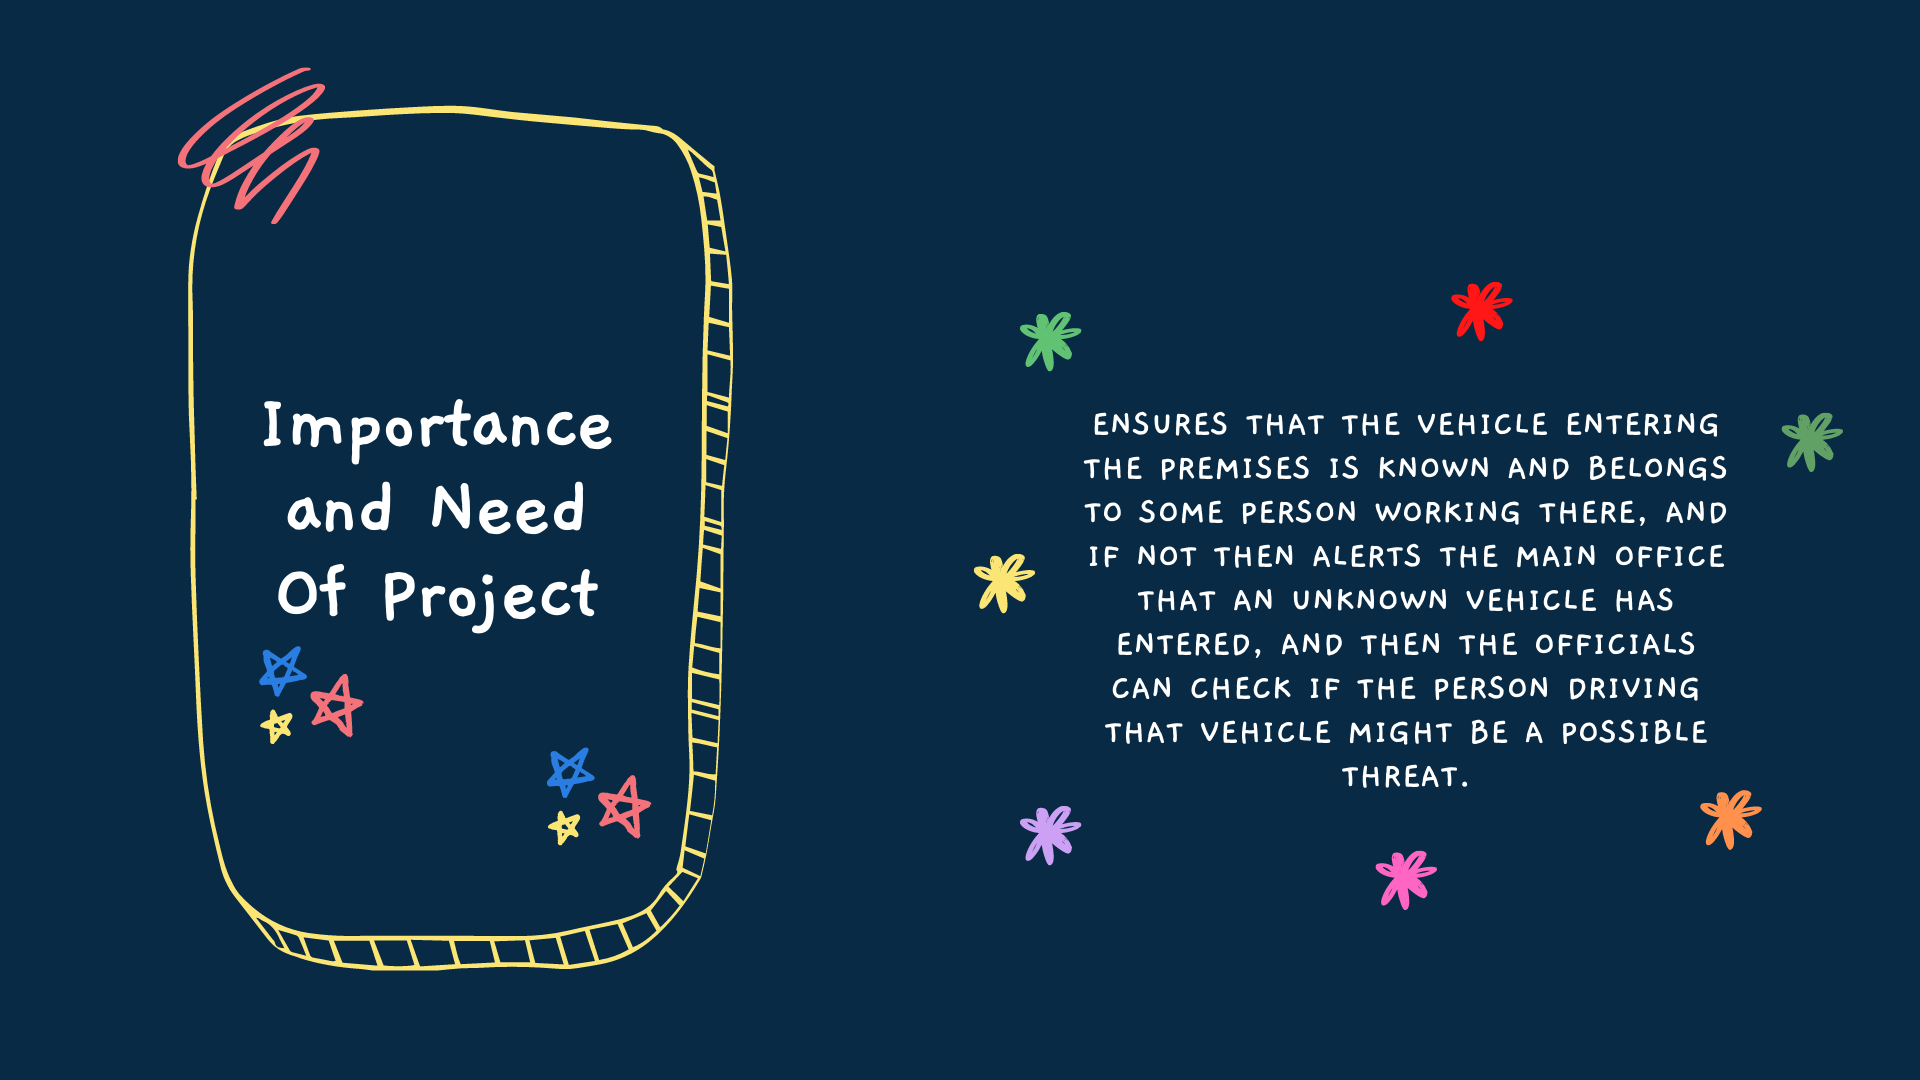 Importance
and Need
Of Project
ENSURES THAT THE VEHICLE ENTERING
THE PREMISES IS KNOWN AND BELONGS
TO SOME PERSON WORKING THERE, AND
IF NOT THEN ALERTS THE MAIN OFFICE
THAT AN UNKNOWN VEHICLE HAS
ENTERED, AND THEN THE OFFICIALS
CAN CHECK IF THE PERSON DRIVING
THAT VEHICLE MIGHT BE A POSSIBLE
THREAT.